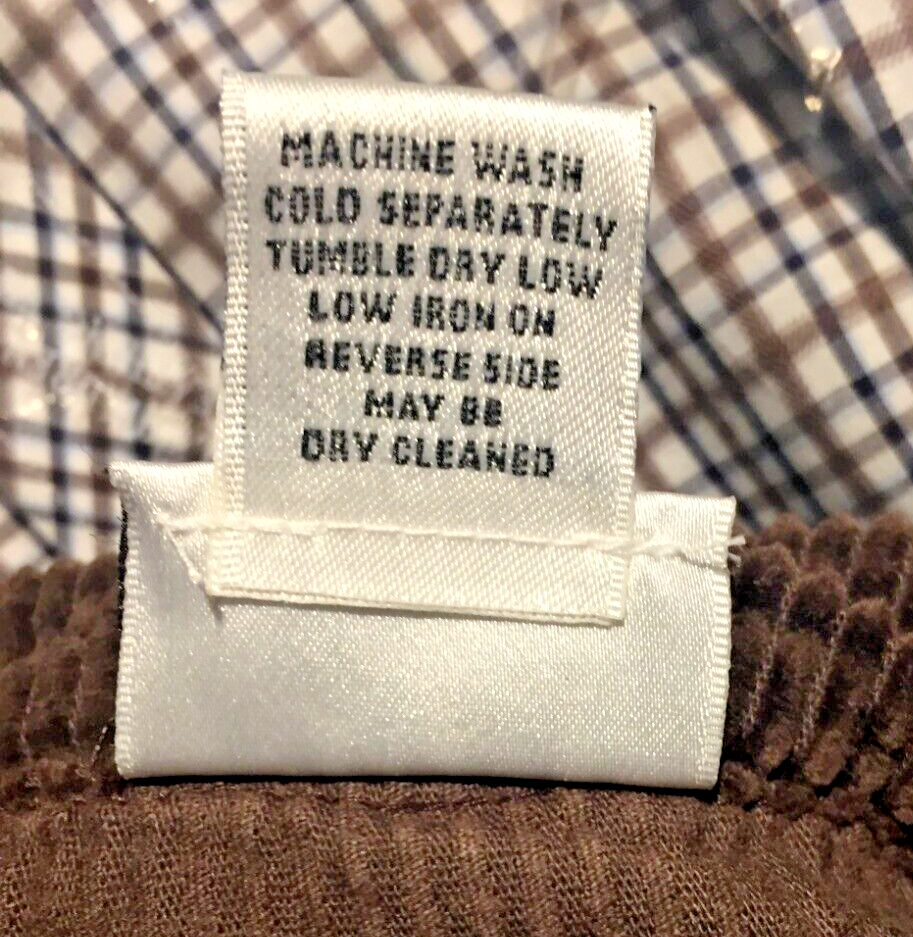 MACHINE WASH
COLD SEPARATELY
TUMBLE DRY LOW
LOW IRON ON
REVERSE SIDE
MAY BE
DRY CLEANED